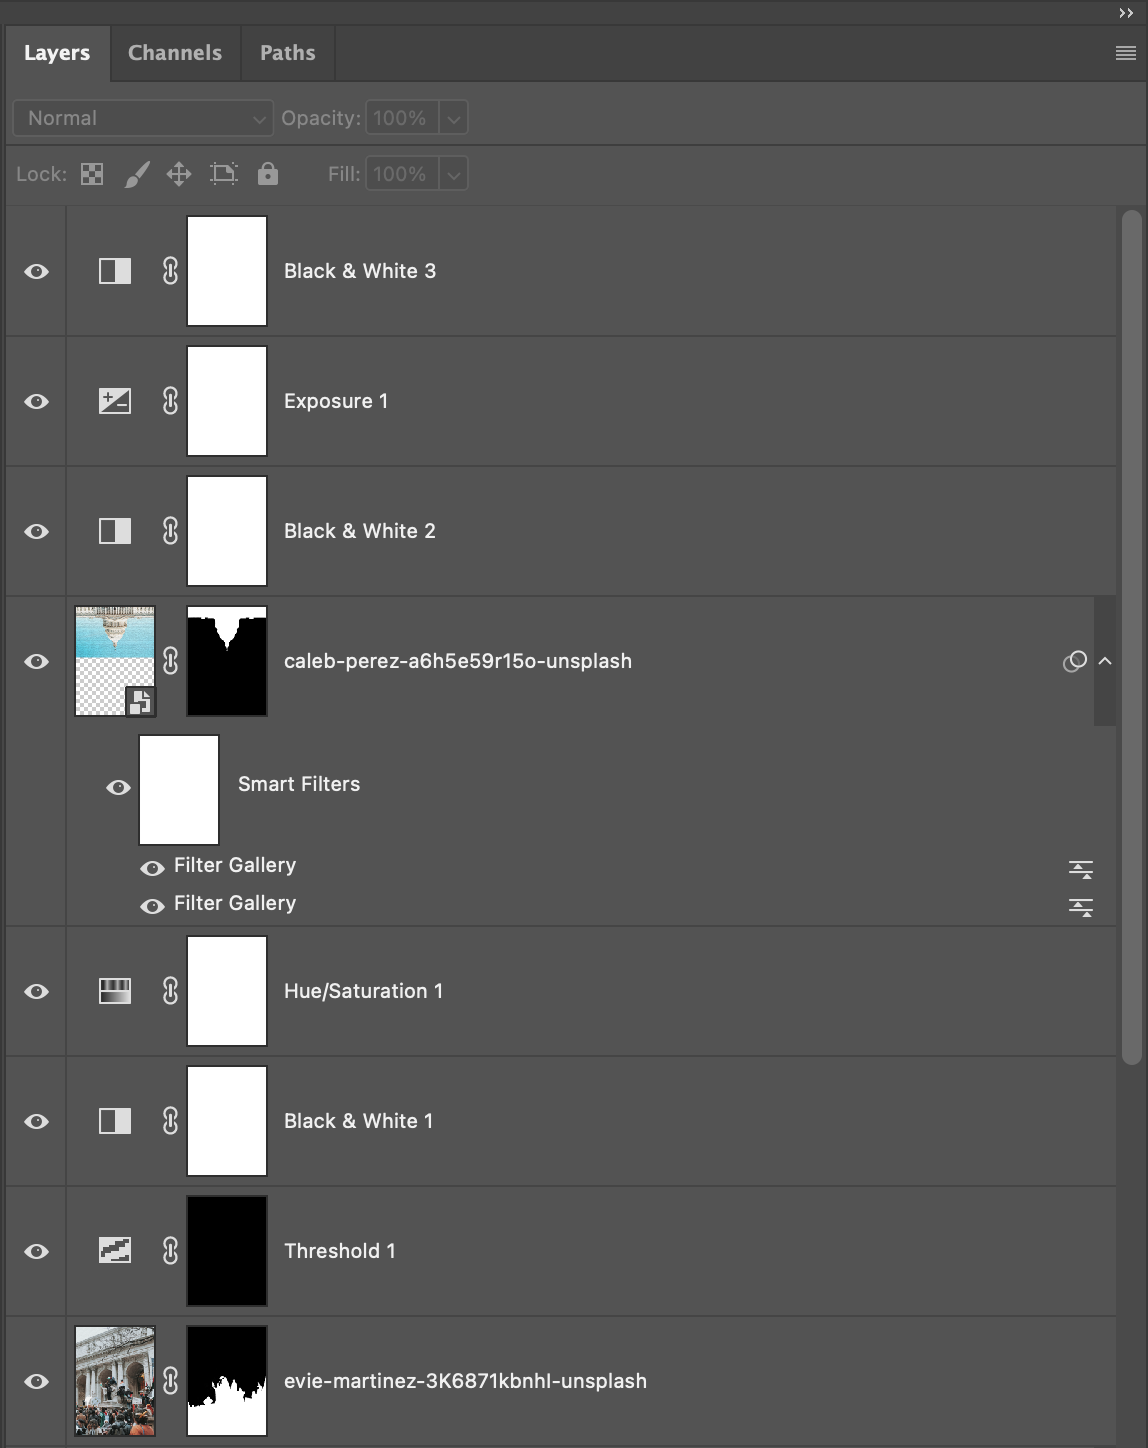 Layers Channels Paths
Normal Opacity: 100%
Lock: Fill: 100%
Black & White 3
Exposure 1
Black & White 2
caleb-perez-a6h5e59r15o-unsplash
Smart Filters
Filter Gallery
Filter Gallery
Hue/Saturation 1
Black & White 1
Threshold 1
evie-martinez-3K6871kbnhI-unsplash